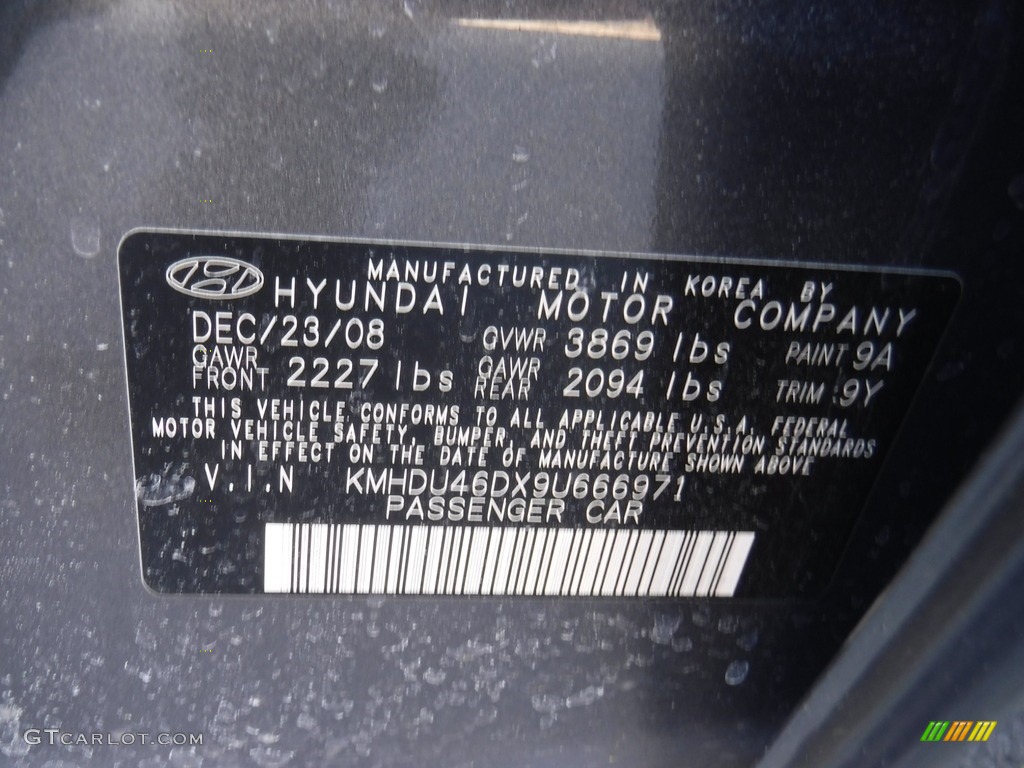 MANUFACTURED IN KOREA BY
HYUNDAI MOTOR COMPANY
DEC/23/08 GVWR 3869 lbs PAINT 9A
GAWR FRONT 2227 lbs GAWR REAR 2094 lbs TRIM :9Y
THIS VEHICLE CONFORMS TO ALL APPLICABLE U.S.A. FEDERAL
MOTOR VEHICLE SAFETY, BUMPER, AND THEFT PREVENTION STANDARDS
IN EFFECT ON THE DATE OF MANUFACTURE SHOWN ABOVE
V.I.N KMHDU46DX9U666971
PASSENGER CAR
GTCARLOT.COM